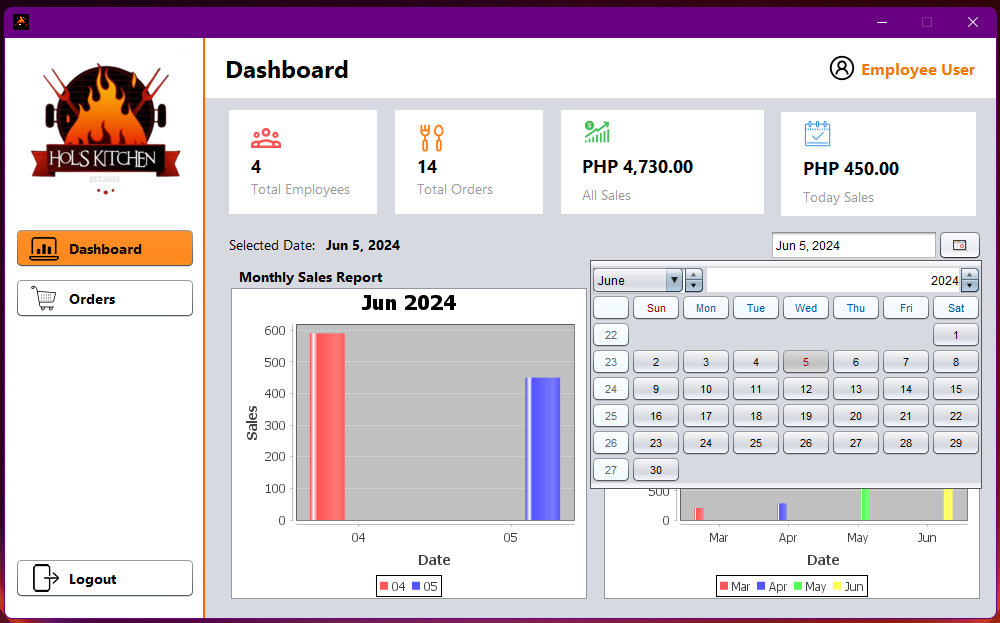 Dashboard
Employee User
HOL'S KITCHEN
EST.2023
4
Total Employees
14
Total Orders
PHP 4,730.00
All Sales
PHP 450.00
Today Sales
Dashboard
Orders
Logout
Selected Date: Jun 5, 2024
Jun 5, 2024
Monthly Sales Report
Jun 2024
600
500
400
300
200
100
0
Sales
04 05
Date
04 05
June 2024
Sun Mon Tue Wed Thu Fri Sat
22 1
23 2 3 4 5 6 7 8
24 9 10 11 12 13 14 15
25 16 17 18 19 20 21 22
26 23 24 25 26 27 28 29
27 30
500
0
Mar Apr May Jun
Date
Mar Apr May Jun